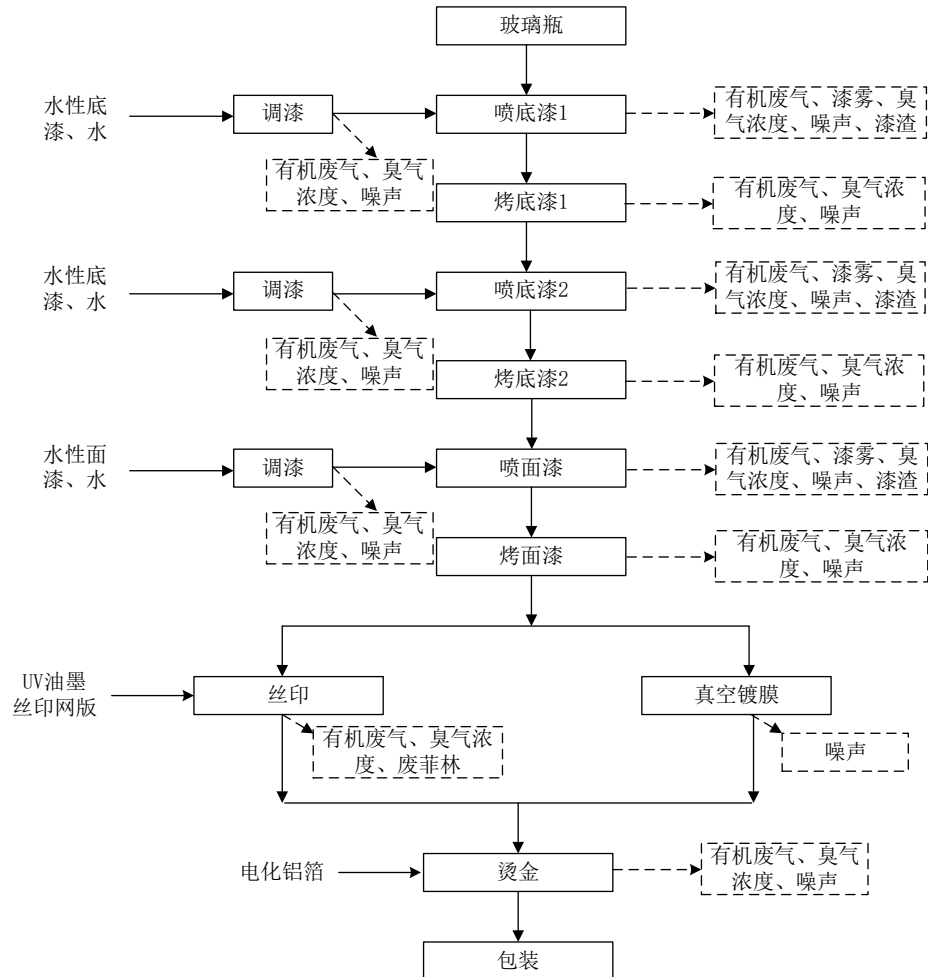 玻璃瓶
水性底
漆、水
调漆
喷底漆1
有机废气、漆雾、臭
气浓度、噪声、漆渣
有机废气、臭气
浓度、噪声
烤底漆1
有机废气、臭气浓
度、噪声
水性底
漆、水
调漆
喷底漆2
有机废气、漆雾、臭
气浓度、噪声、漆渣
有机废气、臭气
浓度、噪声
烤底漆2
有机废气、臭气浓
度、噪声
水性面
漆、水
调漆
喷面漆
有机废气、漆雾、臭
气浓度、噪声、漆渣
有机废气、臭气
浓度、噪声
烤面漆
有机废气、臭气浓
度、噪声
UV油墨
丝印网版
丝印
真空镀膜
有机废气、臭气浓
度、废菲林
噪声
电化铝箔
烫金
有机废气、臭气
浓度、噪声
包装